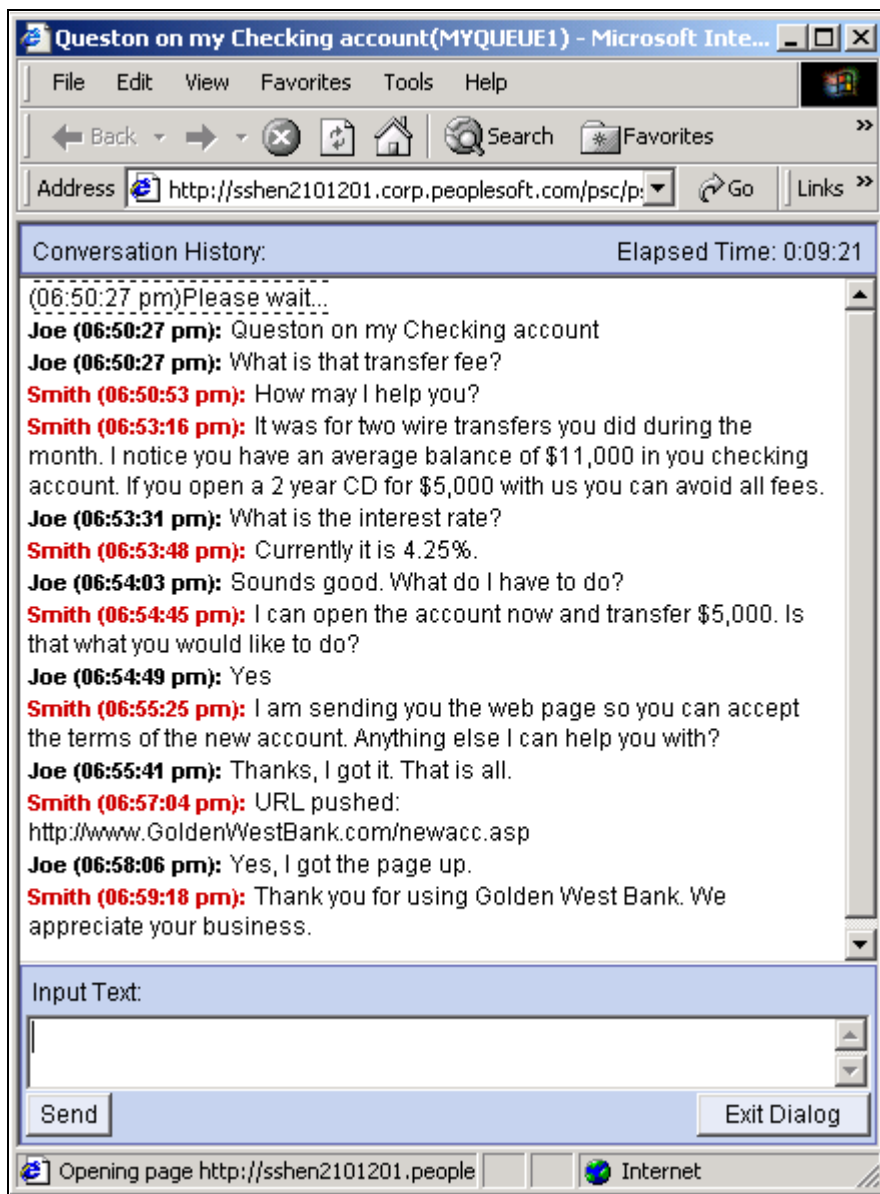 Queston on my Checking account(MYQUEUE1) - Microsoft Inte...
File Edit View Favorites Tools Help
Back Search Favorites »
Address http://sshen2101201.corp.peoplesoft.com/psc/p: Go Links »
Conversation History: Elapsed Time: 0:09:21
(06:50:27 pm)Please wait...
Joe (06:50:27 pm): Queston on my Checking account
Joe (06:50:27 pm): What is that transfer fee?
Smith (06:50:53 pm): How may I help you?
Smith (06:53:16 pm): It was for two wire transfers you did during the
month. I notice you have an average balance of $11,000 in you checking
account. If you open a 2 year CD for $5,000 with us you can avoid all fees.
Joe (06:53:31 pm): What is the interest rate?
Smith (06:53:48 pm): Currently it is 4.25%.
Joe (06:54:03 pm): Sounds good. What do I have to do?
Smith (06:54:45 pm): I can open the account now and transfer $5,000. Is
that what you would like to do?
Joe (06:54:49 pm): Yes
Smith (06:55:25 pm): I am sending you the web page so you can accept
the terms of the new account. Anything else I can help you with?
Joe (06:55:41 pm): Thanks, I got it. That is all.
Smith (06:57:04 pm): URL pushed:
http://www.GoldenWestBank.com/newacc.asp
Joe (06:58:06 pm): Yes, I got the page up.
Smith (06:59:18 pm): Thank you for using Golden West Bank. We
appreciate your business.
Input Text:
Send Exit Dialog
Opening page http://sshen2101201.people Internet